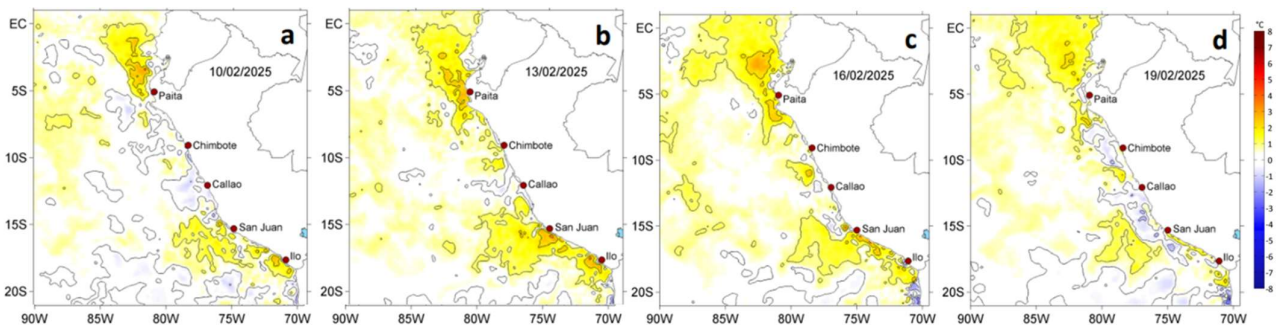 a
10/02/2025
EC
5S
10S
15S
20S
90W
85W
80W
75W
70W
Paita
Chimbote
Callao
San Juan
Ilo
b
13/02/2025
EC
5S
10S
15S
20S
90W
85W
80W
75W
70W
Paita
Chimbote
Callao
San Juan
Ilo
c
16/02/2025
EC
5S
10S
15S
20S
90W
85W
80W
75W
70W
Paita
Chimbote
Callao
San Juan
Ilo
d
19/02/2025
EC
5S
10S
15S
20S
90W
85W
80W
75W
70W
Paita
Chimbote
Callao
San Juan
Ilo
°C
8
7
6
5
4
3
2
1
0
-1
-2
-3
-4
-5
-6
-7
-8